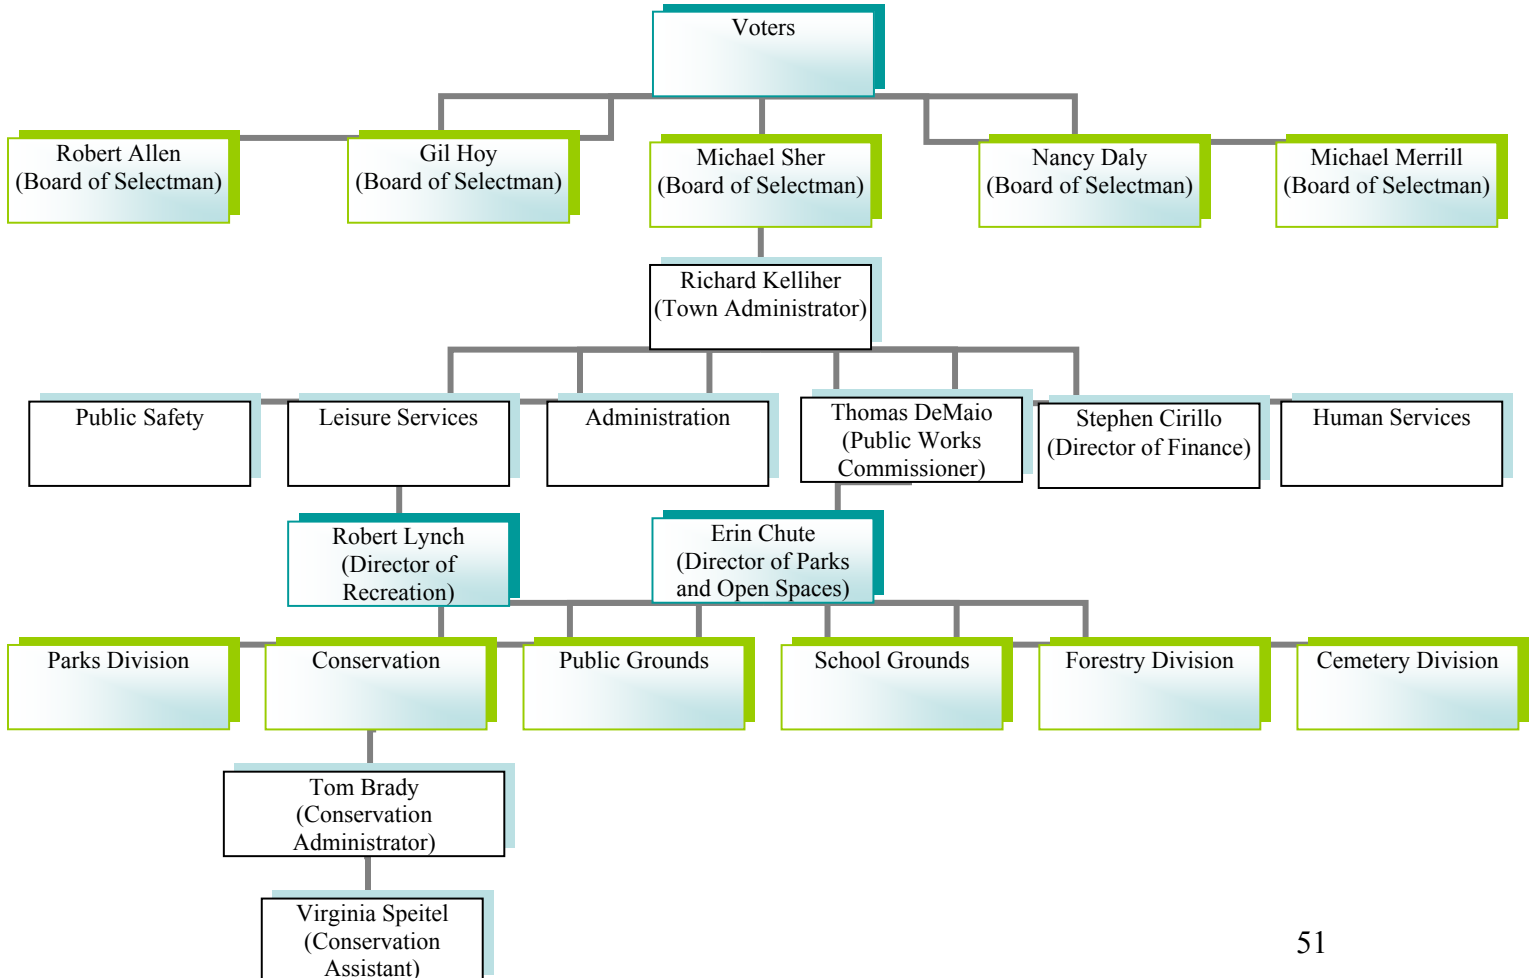 Voters
Robert Allen
(Board of Selectman)
Gil Hoy
(Board of Selectman)
Michael Sher
(Board of Selectman)
Nancy Daly
(Board of Selectman)
Michael Merrill
(Board of Selectman)
Richard Kelliher
(Town Administrator)
Public Safety
Leisure Services
Administration
Thomas DeMaio
(Public Works
Commissioner)
Stephen Cirillo
(Director of Finance)
Human Services
Robert Lynch
(Director of
Recreation)
Erin Chute
(Director of Parks
and Open Spaces)
Parks Division
Conservation
Public Grounds
School Grounds
Forestry Division
Cemetery Division
Tom Brady
(Conservation
Administrator)
Virginia Speitel
(Conservation
Assistant)
51